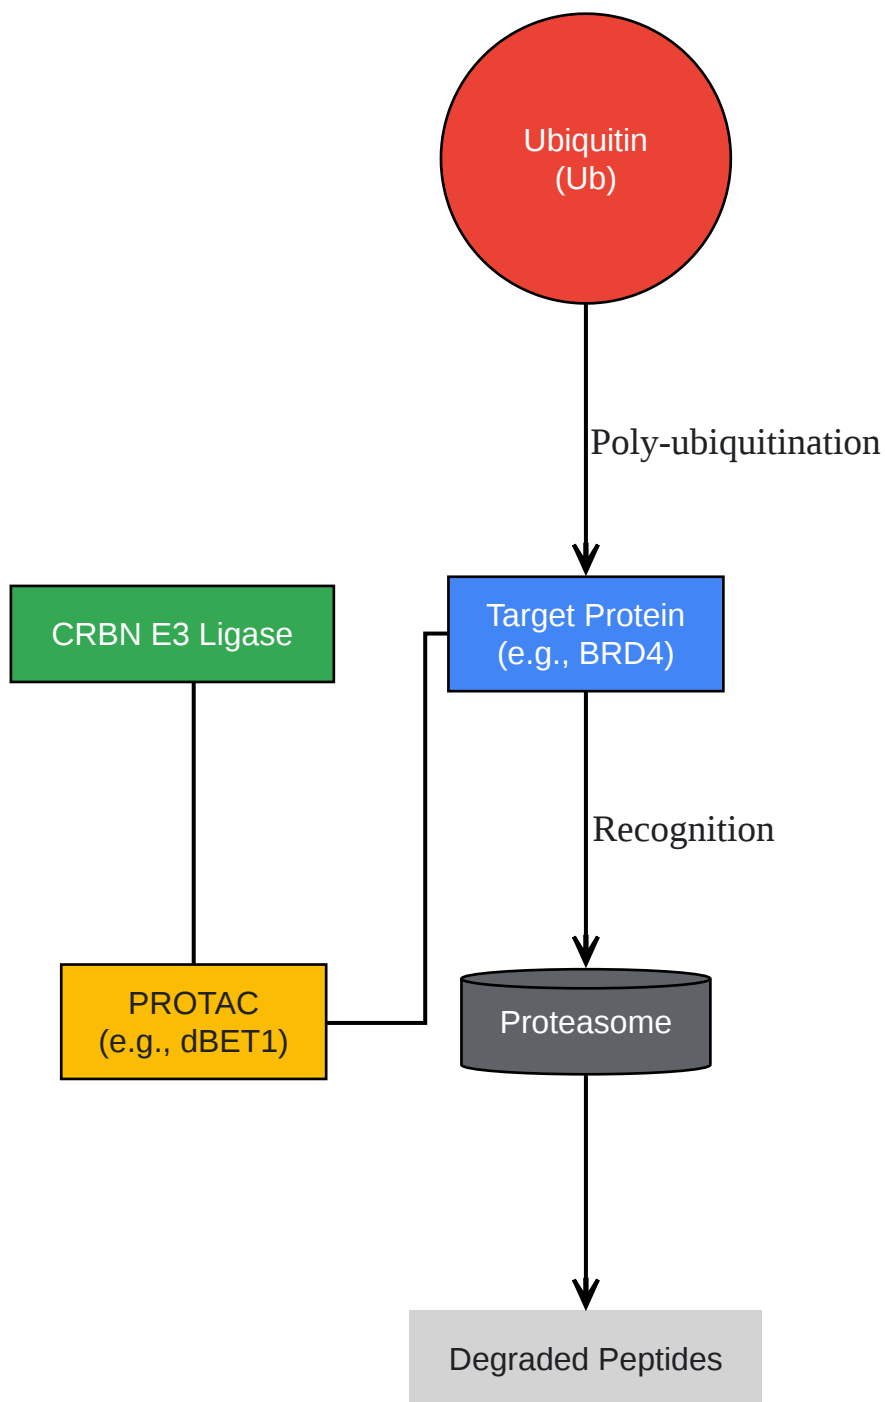 Ubiquitin
(Ub)
Poly-ubiquitination
CRBN E3 Ligase
Target Protein
(e.g., BRD4)
Recognition
PROTAC
(e.g., dBET1)
Proteasome
Degraded Peptides